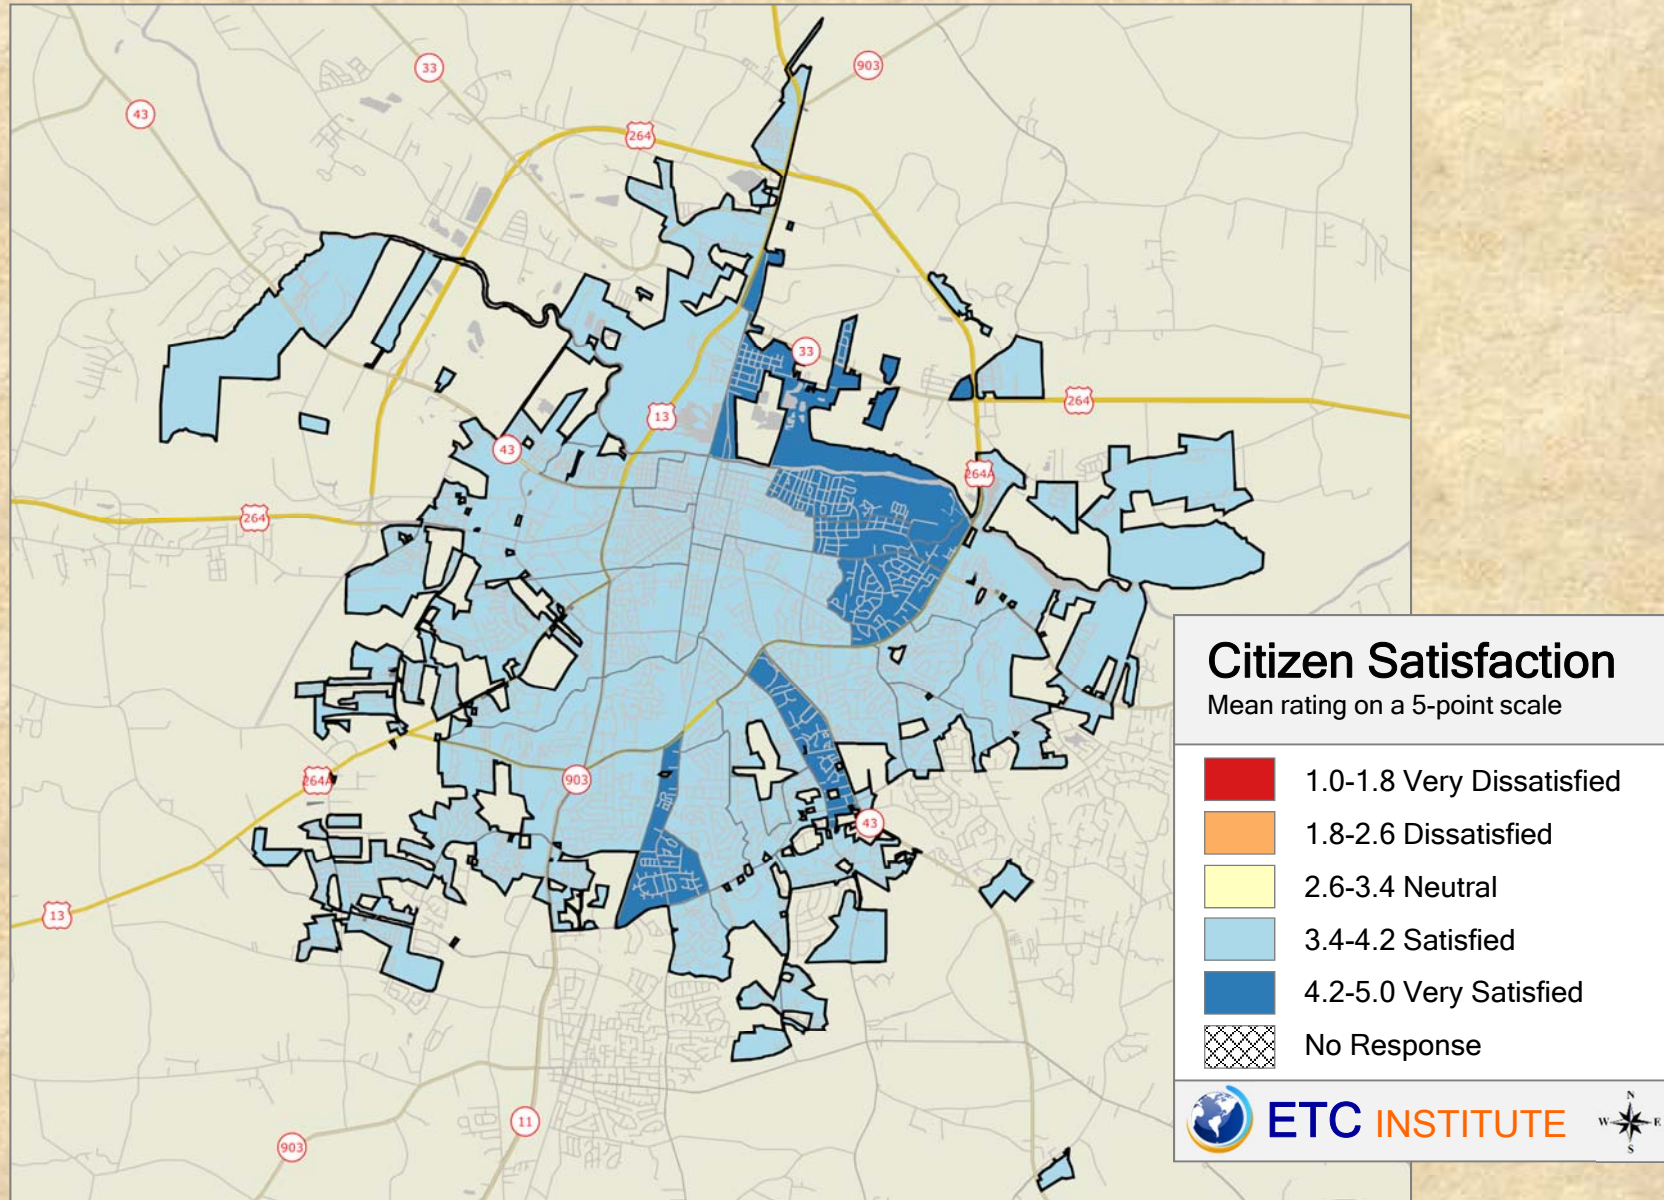 33
903
43
264
33
264
13
43
264A
264
903
264A
43
13
11
903
Citizen Satisfaction
Mean rating on a 5-point scale
1.0-1.8 Very Dissatisfied
1.8-2.6 Dissatisfied
2.6-3.4 Neutral
3.4-4.2 Satisfied
4.2-5.0 Very Satisfied
No Response
ETC INSTITUTE
N
W E
S